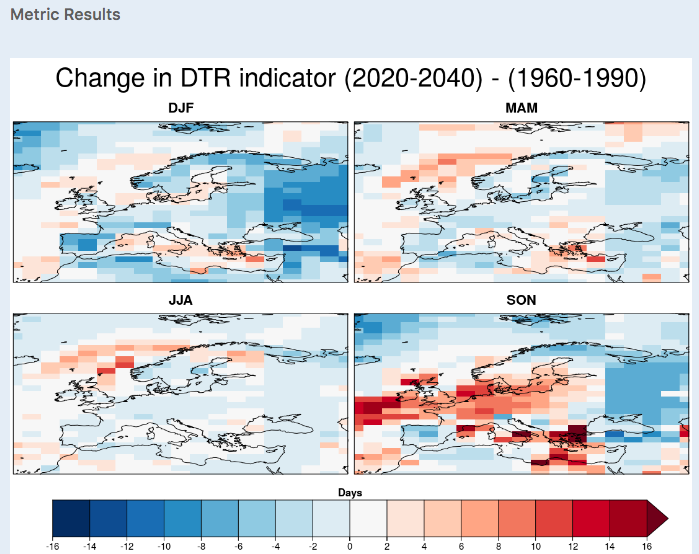 Metric Results
Change in DTR indicator (2020-2040) - (1960-1990)
DJF
MAM
JJA
SON
Days
-16 -14 -12 -10 -8 -6 -4 -2 0 2 4 6 8 10 12 14 16